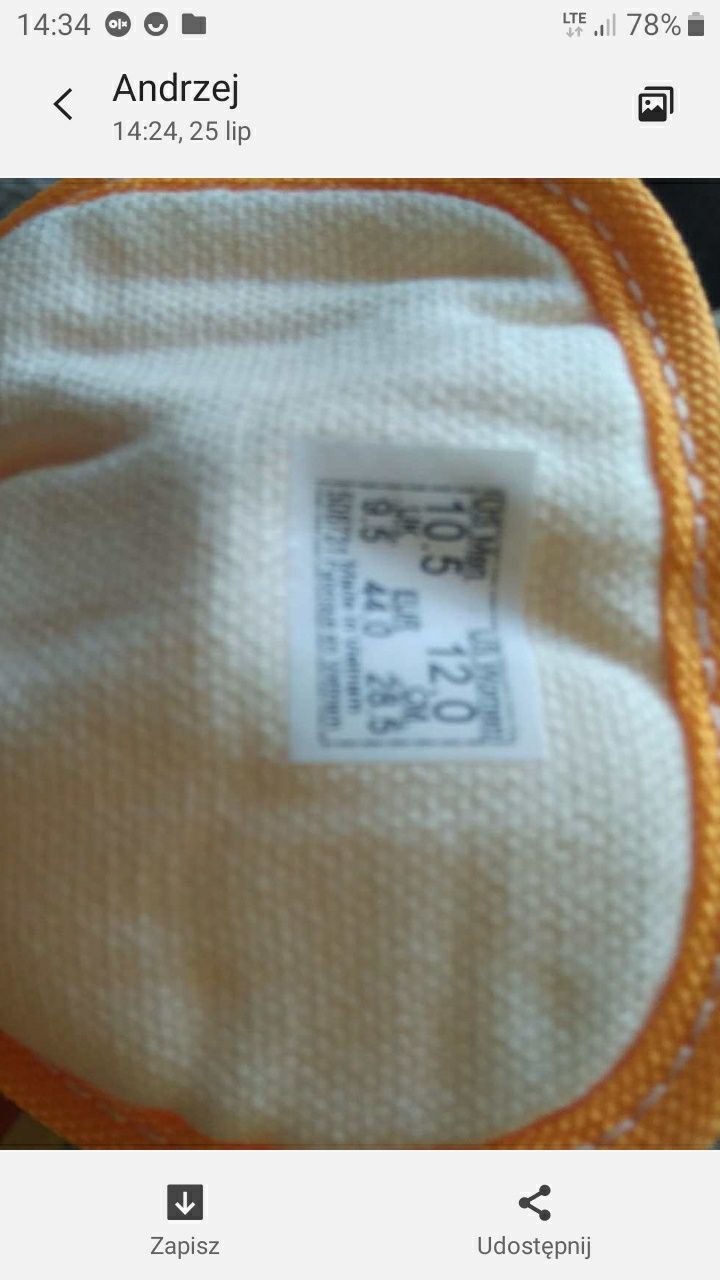 14:34 olx LTE 78%
Andrzej
14:24, 25 lip
US Men US Women
10.5 12.0
UK EUR CM
9.5 44.0 28.5
Made in Vietnam
Zapisz Udostępnij